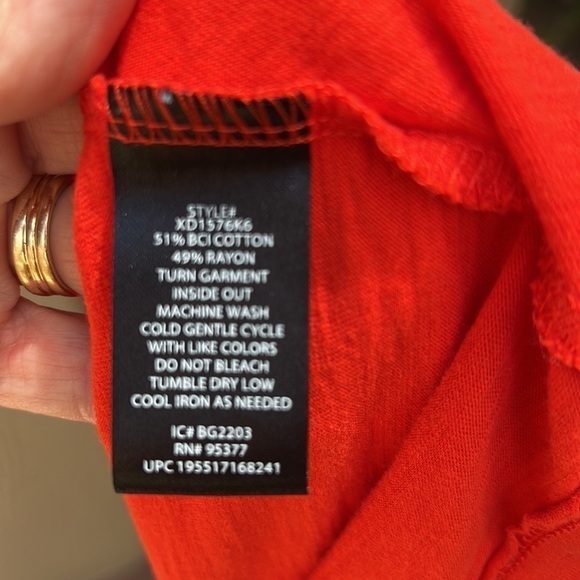 STYLE#
XD1576K6
51% BCI COTTON
49% RAYON
TURN GARMENT
INSIDE OUT
MACHINE WASH
COLD GENTLE CYCLE
WITH LIKE COLORS
DO NOT BLEACH
TUMBLE DRY LOW
COOL IRON AS NEEDED
IC# BG2203
RN# 95377
UPC 195517168241